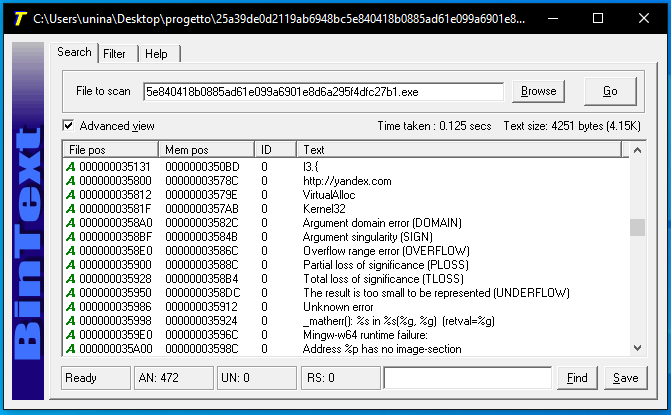 C:\Users\unina\Desktop\progetto\25a39de0d2119ab6948bc5e840418b0885ad61e099a6901e8...
Search Filter Help
File to scan 5e840418b0885ad61e099a6901e8d6a295f4dfc27b1.exe Browse Go
Advanced view Time taken : 0.125 secs Text size: 4251 bytes (4.15K)
File pos Mem pos ID Text
A 000000035131 0000000350BD 0 I3.{
A 000000035800 00000003578C 0 http://yandex.com
A 000000035812 00000003579E 0 VirtualAlloc
A 00000003581F 0000000357AB 0 Kernel32
A 0000000358A0 00000003582C 0 Argument domain error (DOMAIN)
A 0000000358BF 00000003584B 0 Argument singularity (SIGN)
A 0000000358E0 00000003586C 0 Overflow range error (OVERFLOW)
A 000000035900 00000003588C 0 Partial loss of significance (PLOSS)
A 000000035928 0000000358B4 0 Total loss of significance (TLOSS)
A 000000035950 0000000358DC 0 The result is too small to be represented (UNDERFLOW)
A 000000035986 000000035912 0 Unknown error
A 000000035998 000000035924 0 _matherr(): %s in %s(%g, %g) (retval=%g)
A 0000000359E0 00000003596C 0 Mingw-w64 runtime failure:
A 000000035A00 00000003598C 0 Address %p has no image-section
Ready AN: 472 UN: 0 RS: 0 Find Save
BinText